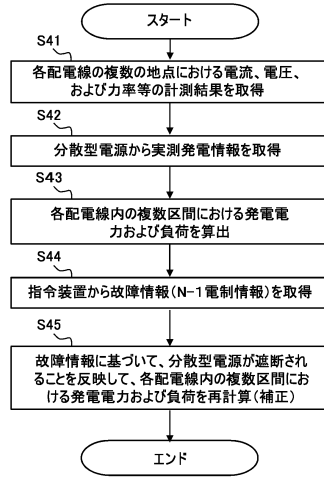 スタート
S41
各配電線の複数の地点における電流、電圧、
および力率等の計測結果を取得
S42
分散型電源から実測発電情報を取得
S43
各配電線内の複数区間における発電電
力および負荷を算出
S44
指令装置から故障情報(N-1電制情報)を取得
S45
故障情報に基づいて、分散型電源が遮断され
ることを反映して、各配電線内の複数区間にお
ける発電電力および負荷を再計算(補正)
エンド